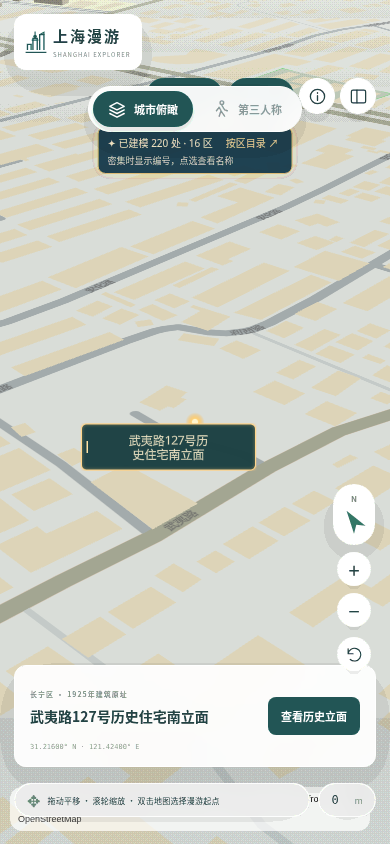 上海漫游
SHANGHAI EXPLORER
城市俯瞰
第三人称
✦ 已建模 220 处 · 16 区 按区目录 ↗
密集时显示编号，点选查看名称
武夷路127号历
史住宅南立面
N
+
−
长宁区 · 1925年建筑原址
武夷路127号历史住宅南立面
查看历史立面
31.21600° N · 121.42400° E
拖动平移 · 滚轮缩放 · 双击地图选择漫游起点
0 m
OpenStreetMap